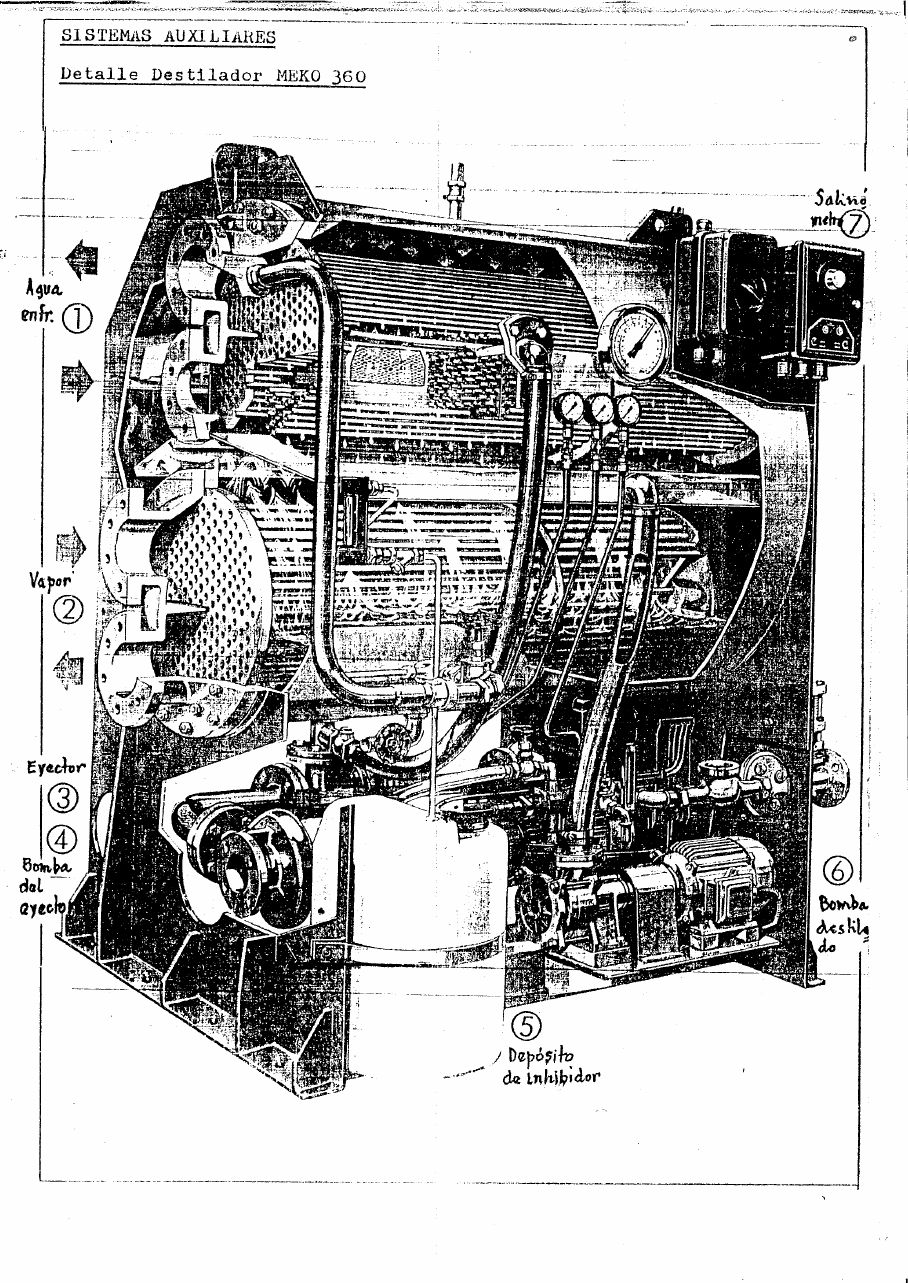 SISTEMAS AUXILIARES
Detalle Destilador MEKO 360
Salinó
metro 7
Agua
enfr. 1
Vapor
2
Eyector
3
4
Bomba
del
eyector
6
Bomba
destila
do
5
Depósito
de inhibidor